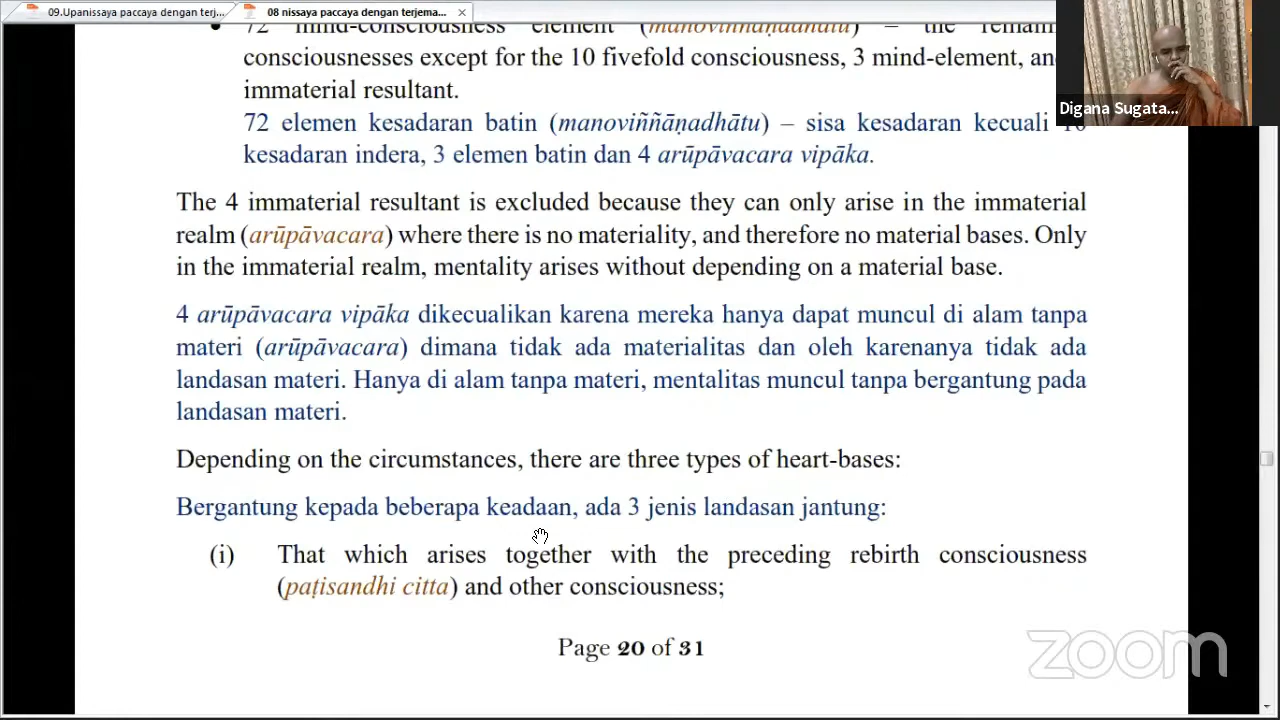 09.Upanissaya paccaya dengan terj...
08 nissaya paccaya dengan terjema...
72 mind-consciousness element (manoviññāṇadhātu) – the
consciousnesses except for the 10 fivefold consciousness, 3 mind-element, an
immaterial resultant.
Digana Sugata...
72 elemen kesadaran batin (manoviññāṇadhātu) – sisa kesadaran kecuali
kesadaran indera, 3 elemen batin dan 4 arūpāvacara vipāka.
The 4 immaterial resultant is excluded because they can only arise in the immaterial
realm (arūpāvacara) where there is no materiality, and therefore no material bases. Only
in the immaterial realm, mentality arises without depending on a material base.
4 arūpāvacara vipāka dikecualikan karena mereka hanya dapat muncul di alam tanpa
materi (arūpāvacara) dimana tidak ada materialitas dan oleh karenanya tidak ada
landasan materi. Hanya di alam tanpa materi, mentalitas muncul tanpa bergantung pada
landasan materi.
Depending on the circumstances, there are three types of heart-bases:
Bergantung kepada beberapa keadaan, ada 3 jenis landasan jantung:
(i) That which arises together with the preceding rebirth consciousness
(paṭisandhi citta) and other consciousness;
Page 20 of 31
zoom